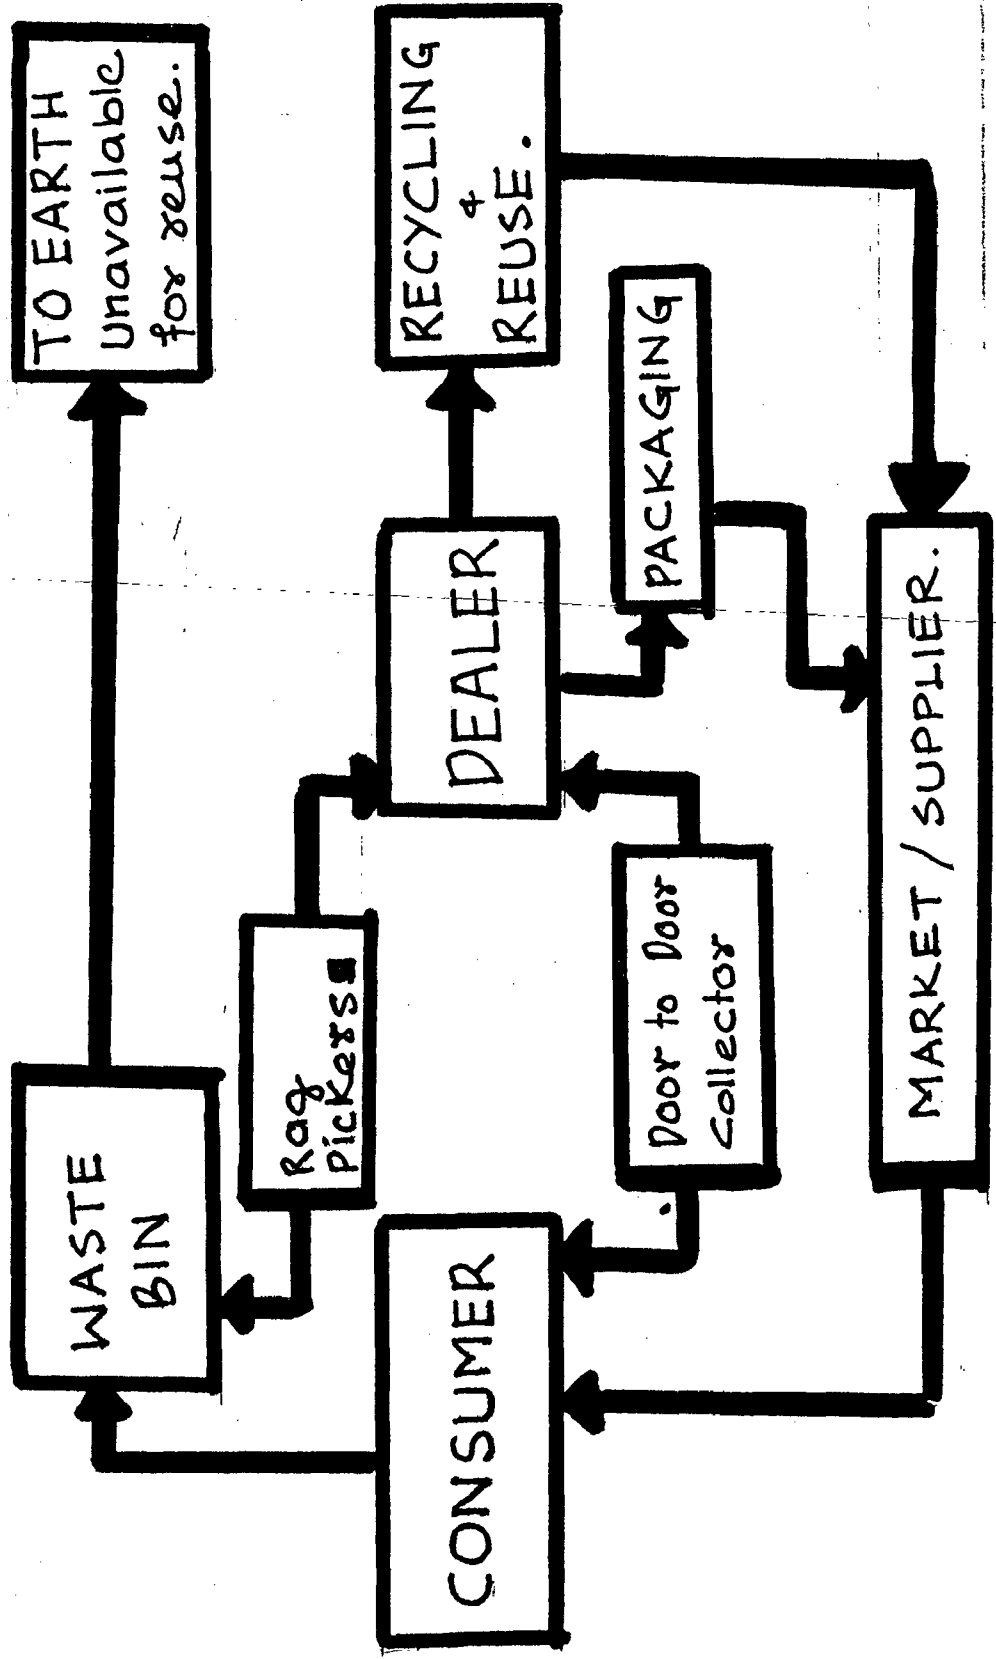 TO EARTH
Unavailable
for reuse.
WASTE
BIN
Rag
Pickers
RECYCLING
&
REUSE.
DEALER
CONSUMER
PACKAGING
Door to Door
Collector
MARKET / SUPPLIER.